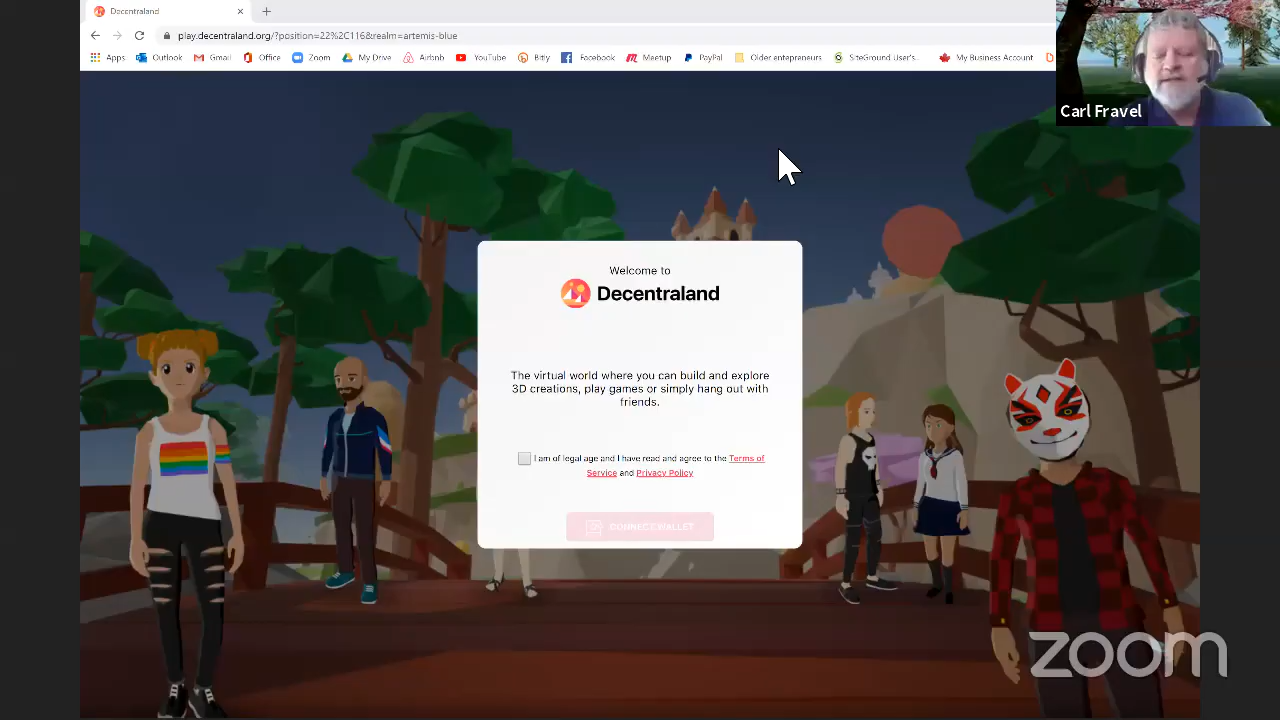 Decentraland
play.decentraland.org/?position=22%2C116&realm=artemis-blue
Apps Outlook Gmail Office Zoom My Drive Airbnb YouTube Bitly Facebook Meetup PayPal Older entrepreneurs SiteGround User's... My Business Account
Carl Fravel
Welcome to
Decentraland
The virtual world where you can build and explore
3D creations, play games or simply hang out with
friends.
I am of legal age and I have read and agree to the Terms of
Service and Privacy Policy
CONNECT WALLET
zoom